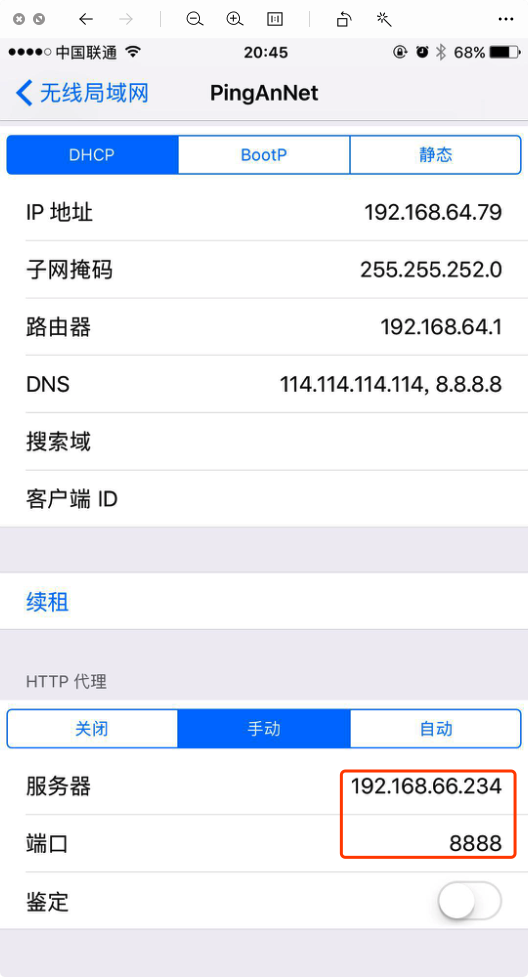 中国联通 20:45 68%
无线局域网 PingAnNet
DHCP BootP 静态
IP 地址 192.168.64.79
子网掩码 255.255.252.0
路由器 192.168.64.1
DNS 114.114.114.114, 8.8.8.8
搜索域
客户端 ID
续租
HTTP 代理
关闭 手动 自动
服务器 192.168.66.234
端口 8888
鉴定